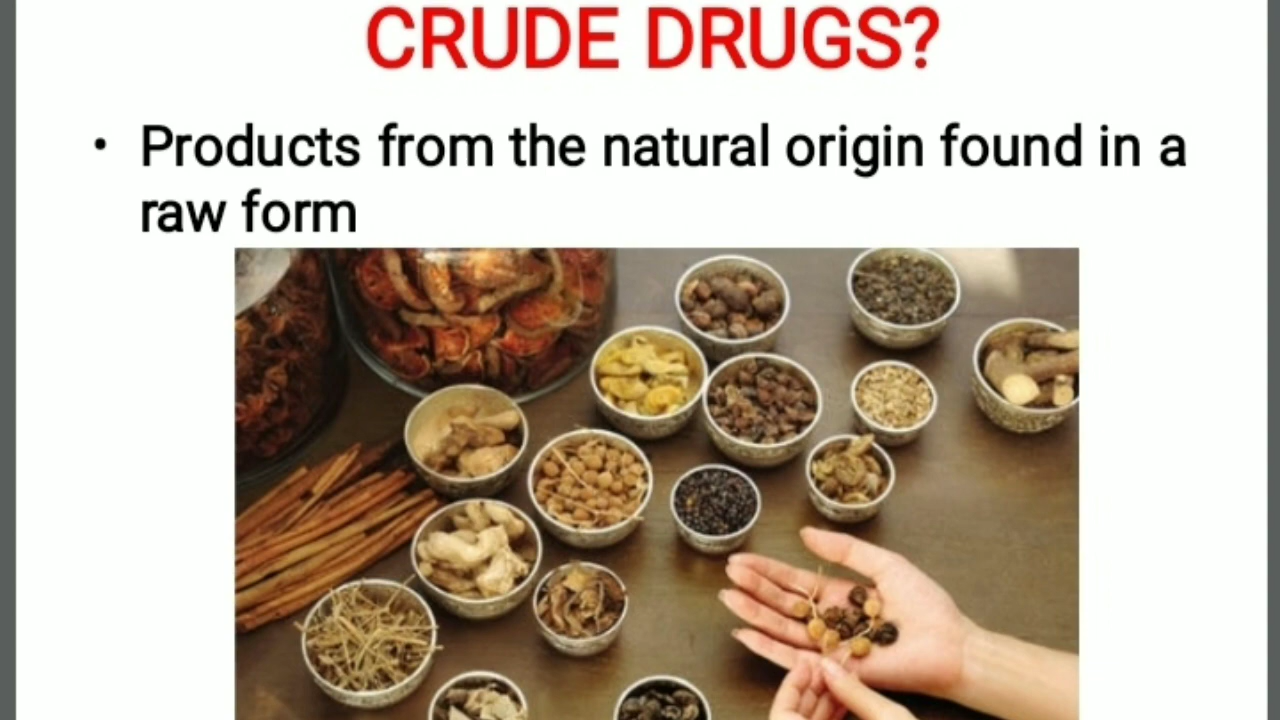 CRUDE DRUGS?
• Products from the natural origin found in a
raw form